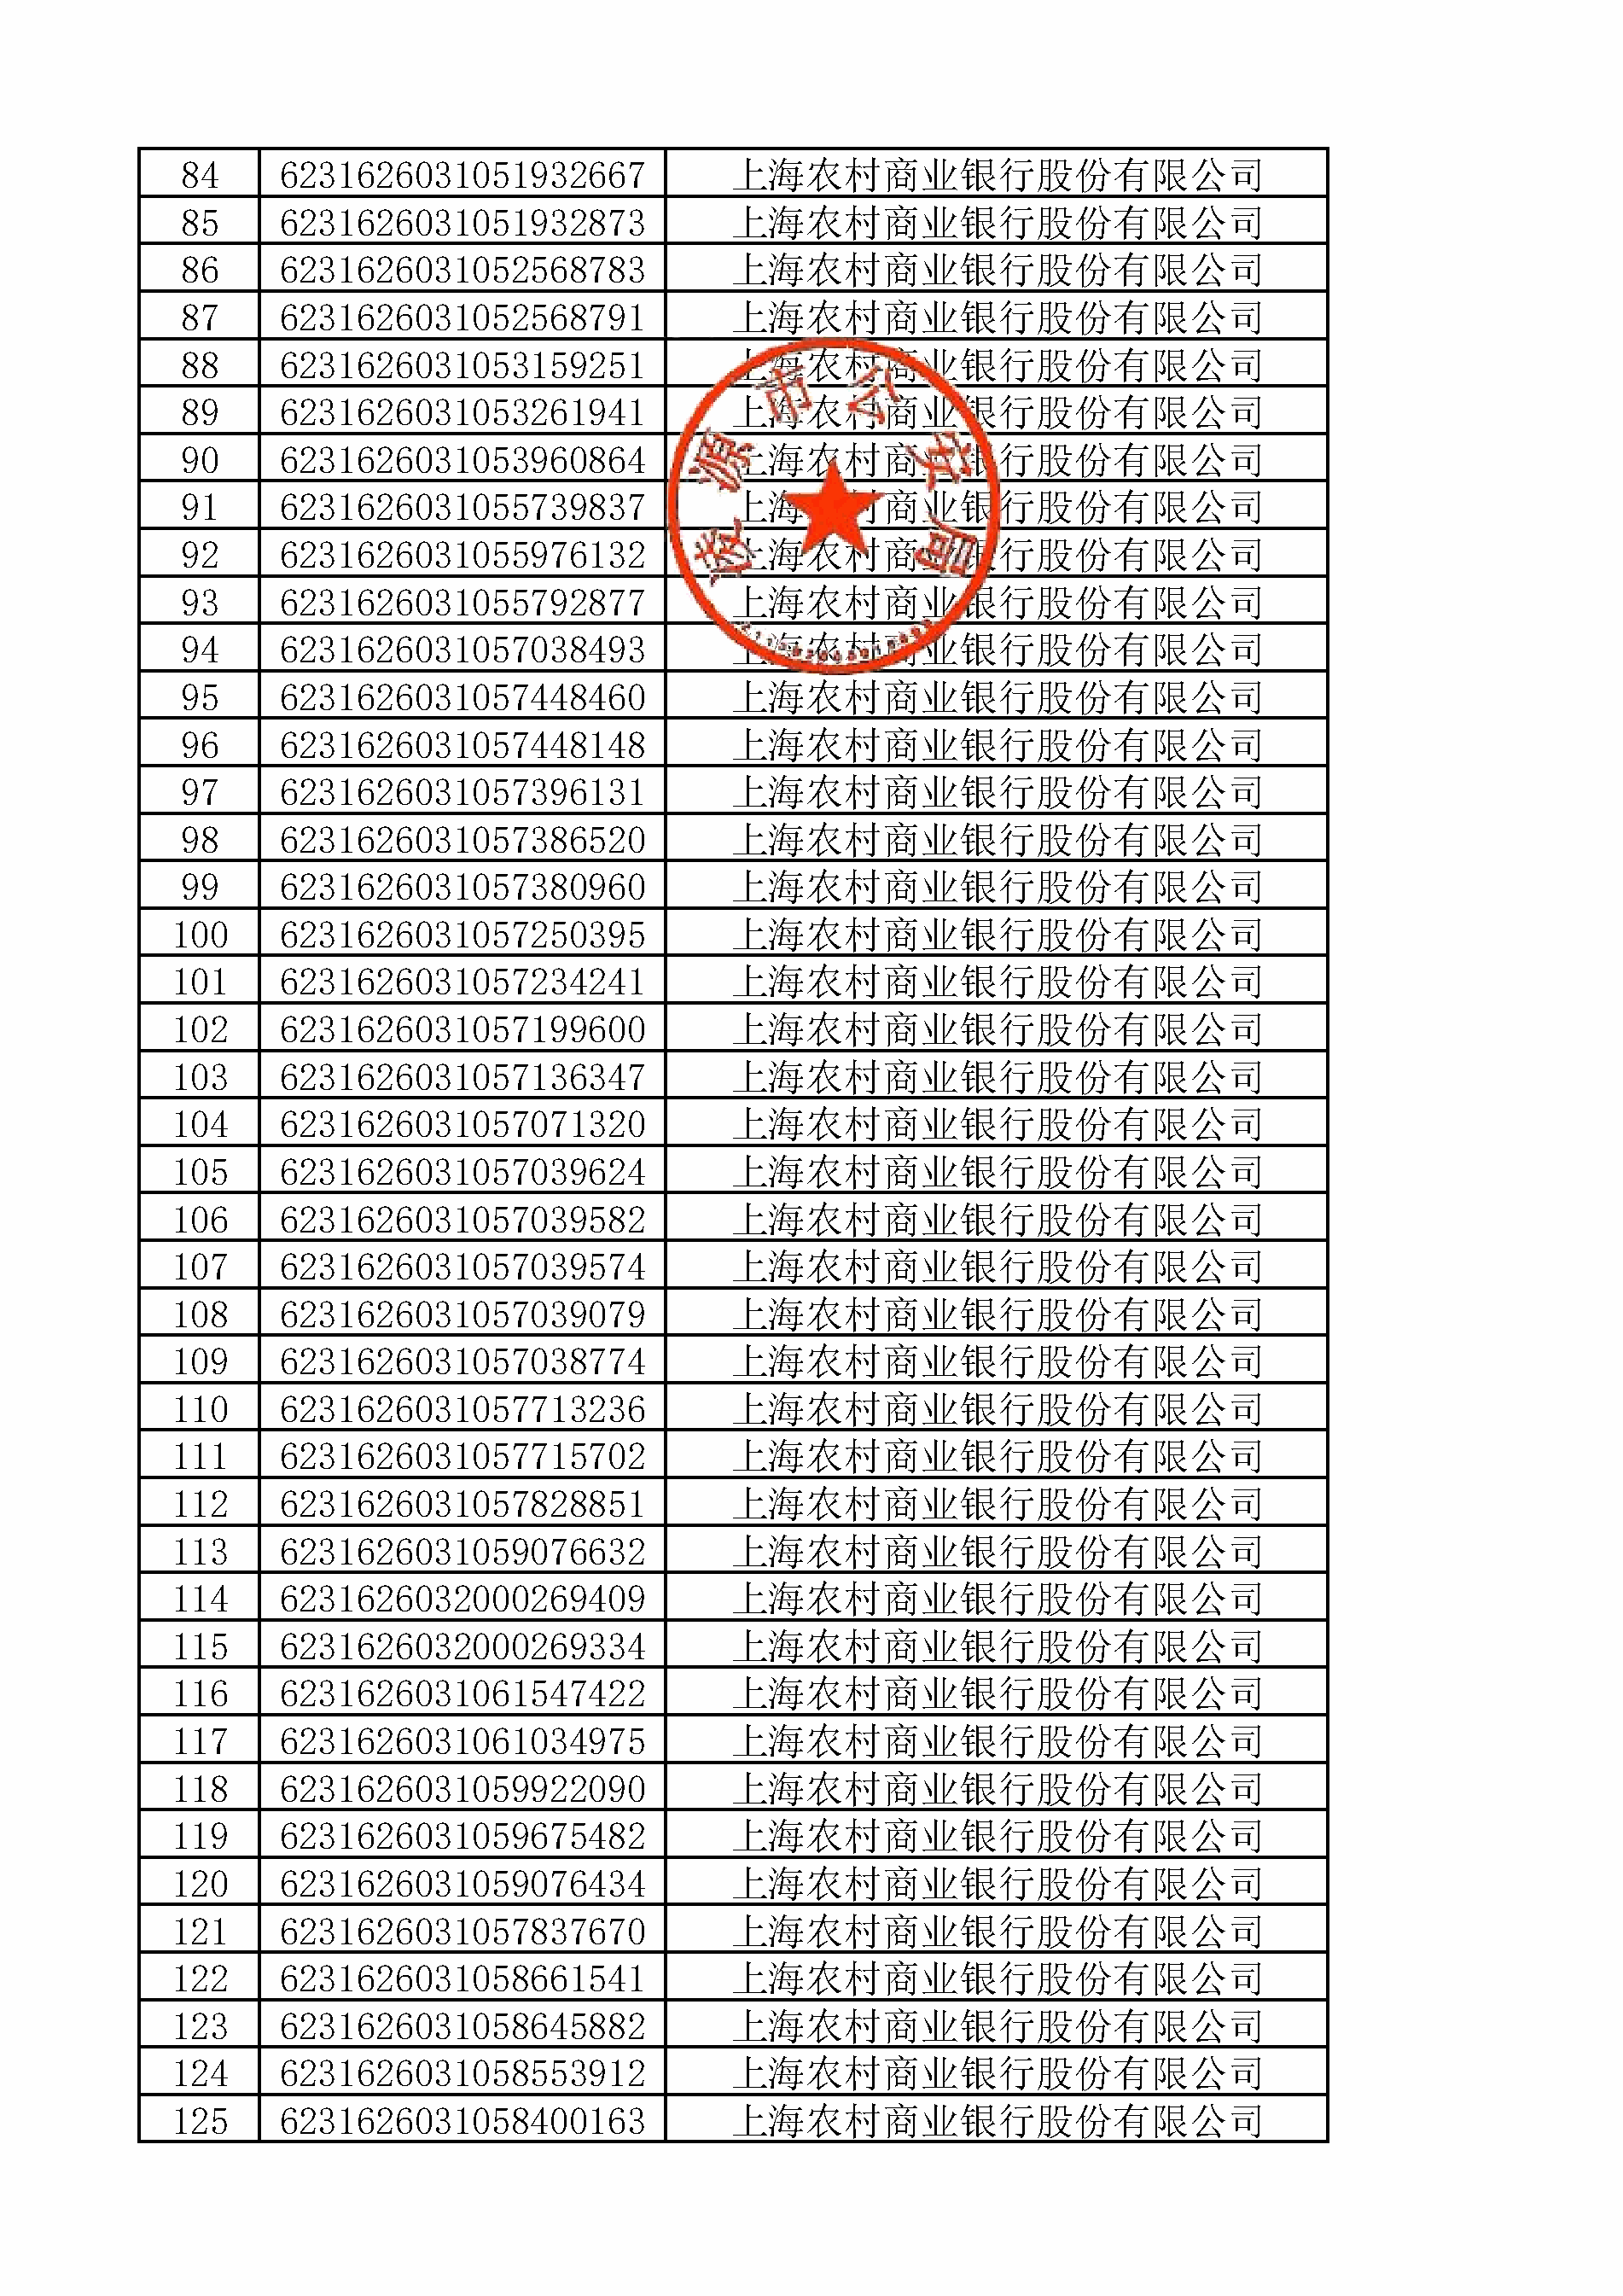 84 6231626031051932667 上海农村商业银行股份有限公司
85 6231626031051932873 上海农村商业银行股份有限公司
86 6231626031052568783 上海农村商业银行股份有限公司
87 6231626031052568791 上海农村商业银行股份有限公司
88 6231626031053159251 上海农村商业银行股份有限公司
89 6231626031053261941 上海农村商业银行股份有限公司
90 6231626031053960864 上海农村商业银行股份有限公司
91 6231626031055739837 上海农村商业银行股份有限公司
92 6231626031055976132 上海农村商业银行股份有限公司
93 6231626031055792877 上海农村商业银行股份有限公司
94 6231626031057038493 上海农村商业银行股份有限公司
凌源市公安局
95 6231626031057448460 上海农村商业银行股份有限公司
96 6231626031057448148 上海农村商业银行股份有限公司
97 6231626031057396131 上海农村商业银行股份有限公司
98 6231626031057386520 上海农村商业银行股份有限公司
99 6231626031057380960 上海农村商业银行股份有限公司
100 6231626031057250395 上海农村商业银行股份有限公司
101 6231626031057234241 上海农村商业银行股份有限公司
102 6231626031057199600 上海农村商业银行股份有限公司
103 6231626031057136347 上海农村商业银行股份有限公司
104 6231626031057071320 上海农村商业银行股份有限公司
105 6231626031057039624 上海农村商业银行股份有限公司
106 6231626031057039582 上海农村商业银行股份有限公司
107 6231626031057039574 上海农村商业银行股份有限公司
108 6231626031057039079 上海农村商业银行股份有限公司
109 6231626031057038774 上海农村商业银行股份有限公司
110 6231626031057713236 上海农村商业银行股份有限公司
111 6231626031057715702 上海农村商业银行股份有限公司
112 6231626031057828851 上海农村商业银行股份有限公司
113 6231626031059076632 上海农村商业银行股份有限公司
114 6231626032000269409 上海农村商业银行股份有限公司
115 6231626032000269334 上海农村商业银行股份有限公司
116 6231626031061547422 上海农村商业银行股份有限公司
117 6231626031061034975 上海农村商业银行股份有限公司
118 6231626031059922090 上海农村商业银行股份有限公司
119 6231626031059675482 上海农村商业银行股份有限公司
120 6231626031059076434 上海农村商业银行股份有限公司
121 6231626031057837670 上海农村商业银行股份有限公司
122 6231626031058661541 上海农村商业银行股份有限公司
123 6231626031058645882 上海农村商业银行股份有限公司
124 6231626031058553912 上海农村商业银行股份有限公司
125 6231626031058400163 上海农村商业银行股份有限公司